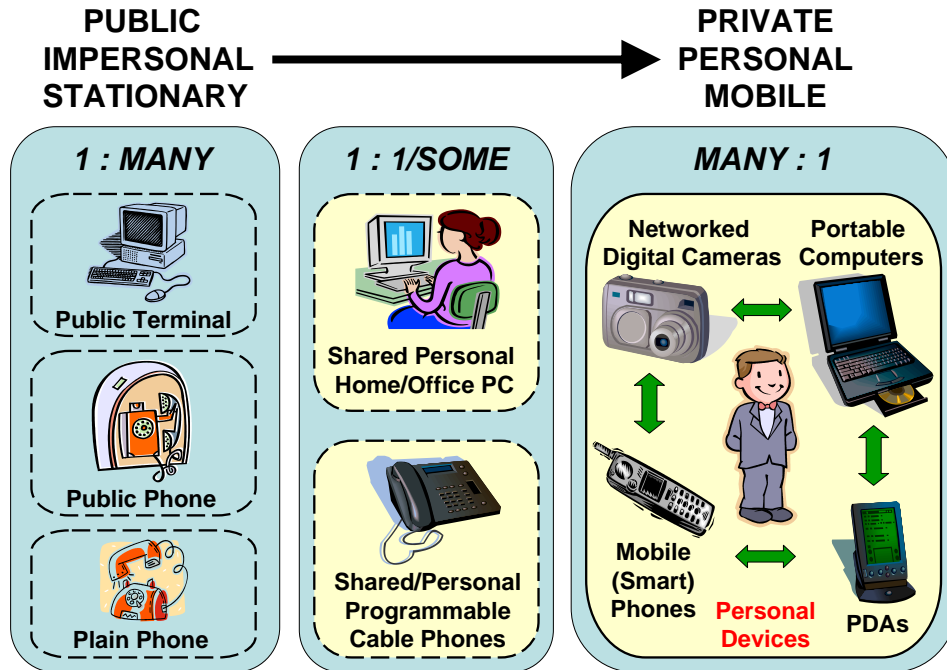 PUBLIC
IMPERSONAL
STATIONARY
PRIVATE
PERSONAL
MOBILE
1 : MANY
Public Terminal
Public Phone
Plain Phone
1 : 1/SOME
Shared Personal
Home/Office PC
Shared/Personal
Programmable
Cable Phones
MANY : 1
Networked
Digital Cameras
Portable
Computers
Mobile
(Smart)
Phones
Personal
Devices
PDAs